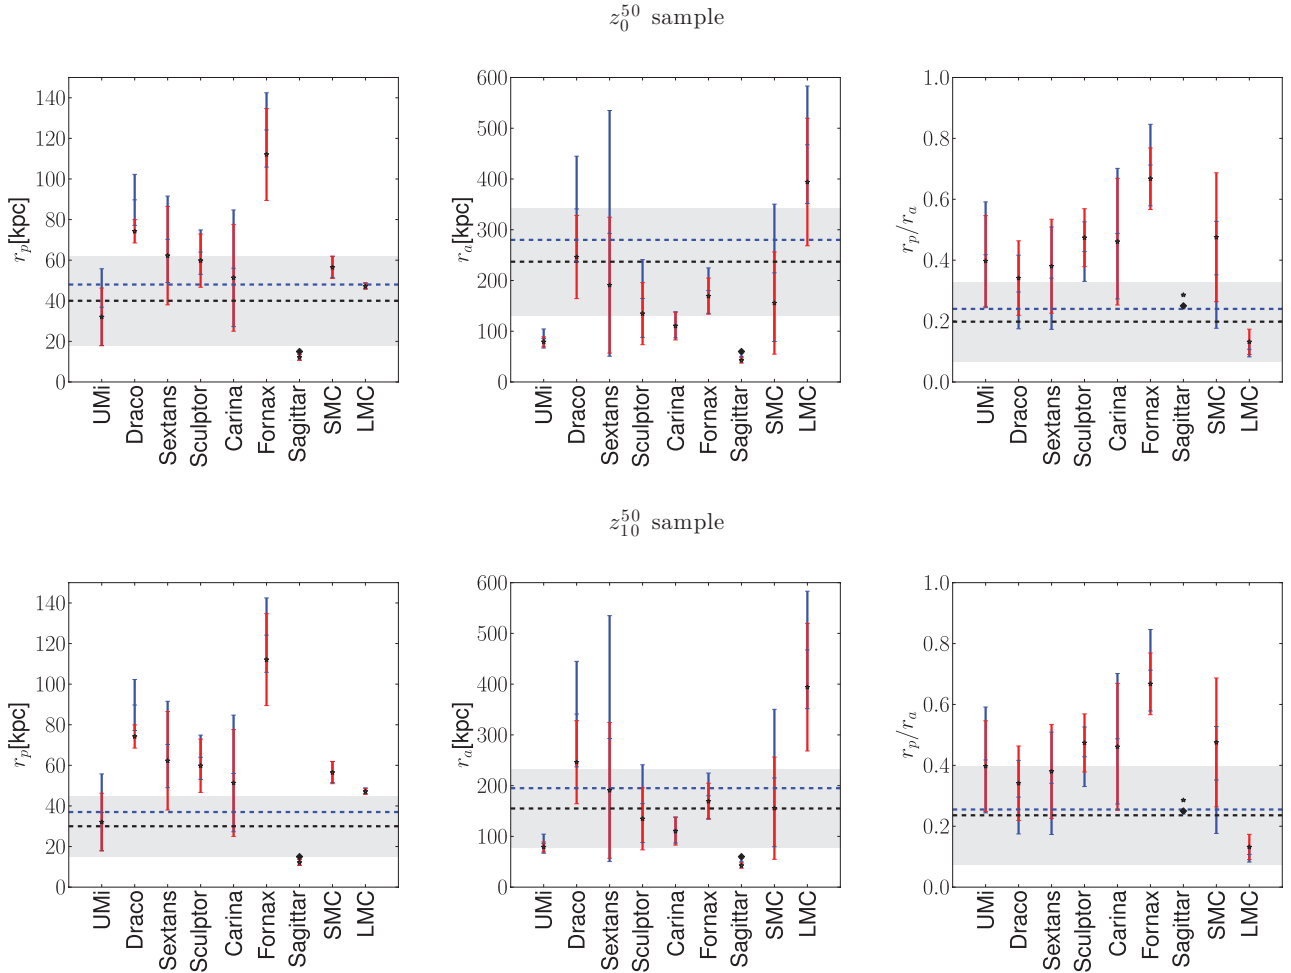 z_0^50 sample
r_p[kpc]
140
120
100
80
60
40
20
0
UMi
Draco
Sextans
Sculptor
Carina
Fornax
Sagittar
SMC
LMC
r_a[kpc]
600
500
400
300
200
100
0
UMi
Draco
Sextans
Sculptor
Carina
Fornax
Sagittar
SMC
LMC
r_p/r_a
1.0
0.8
0.6
0.4
0.2
0.0
UMi
Draco
Sextans
Sculptor
Carina
Fornax
Sagittar
SMC
LMC
z_10^50 sample
r_p[kpc]
140
120
100
80
60
40
20
0
UMi
Draco
Sextans
Sculptor
Carina
Fornax
Sagittar
SMC
LMC
r_a[kpc]
600
500
400
300
200
100
0
UMi
Draco
Sextans
Sculptor
Carina
Fornax
Sagittar
SMC
LMC
r_p/r_a
1.0
0.8
0.6
0.4
0.2
0.0
UMi
Draco
Sextans
Sculptor
Carina
Fornax
Sagittar
SMC
LMC